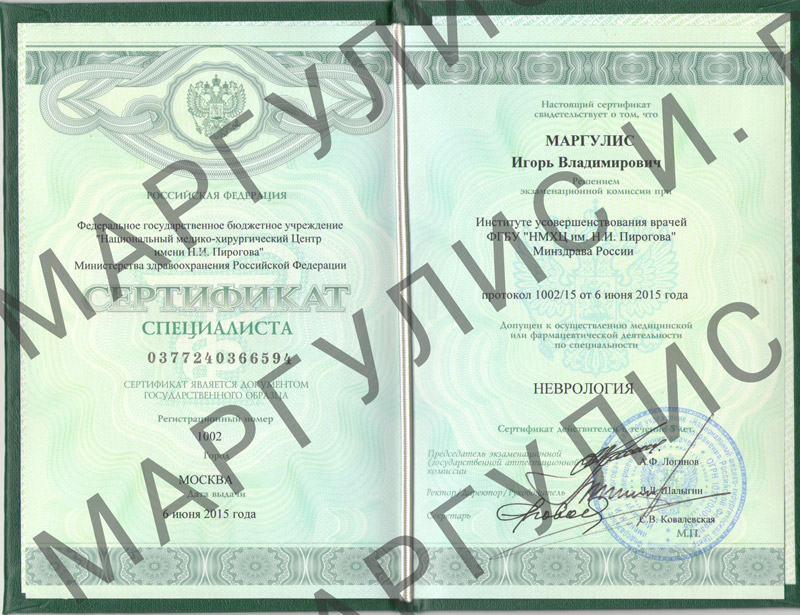 РОССИЙСКАЯ ФЕДЕРАЦИЯ
Федеральное государственное бюджетное учреждение
"Национальный медико-хирургический Центр
имени Н.И. Пирогова"
Министерства здравоохранения Российской Федерации
СЕРТИФИКАТ
СПЕЦИАЛИСТА
0377240366594
СЕРТИФИКАТ ЯВЛЯЕТСЯ ДОКУМЕНТОМ
ГОСУДАРСТВЕННОГО ОБРАЗЦА
Регистрационный номер
1002
Город
МОСКВА
Дата выдачи
6 июня 2015 года
Настоящий сертификат
свидетельствует о том, что
МАРГУЛИС
Игорь Владимирович
Решением
экзаменационной комиссии при
Институте усовершенствования врачей
ФГБУ "НМХЦ им. Н.И. Пирогова"
Минздрава России
протокол 1002/15 от 6 июня 2015 года
Допущен к осуществлению медицинской
или фармацевтической деятельности
по специальности
НЕВРОЛОГИЯ
Сертификат действителен в течение 5 лет.
Председатель экзаменационной
(государственной аттестационной)
комиссии
А.Ф. Логинов
Ректор/Директор/Руководитель
Шалыгин
Секретарь
С.В. Ковалевская
М.П.
МАРГУЛИС И.
МАРГУЛИС И.
МАРГУЛИС